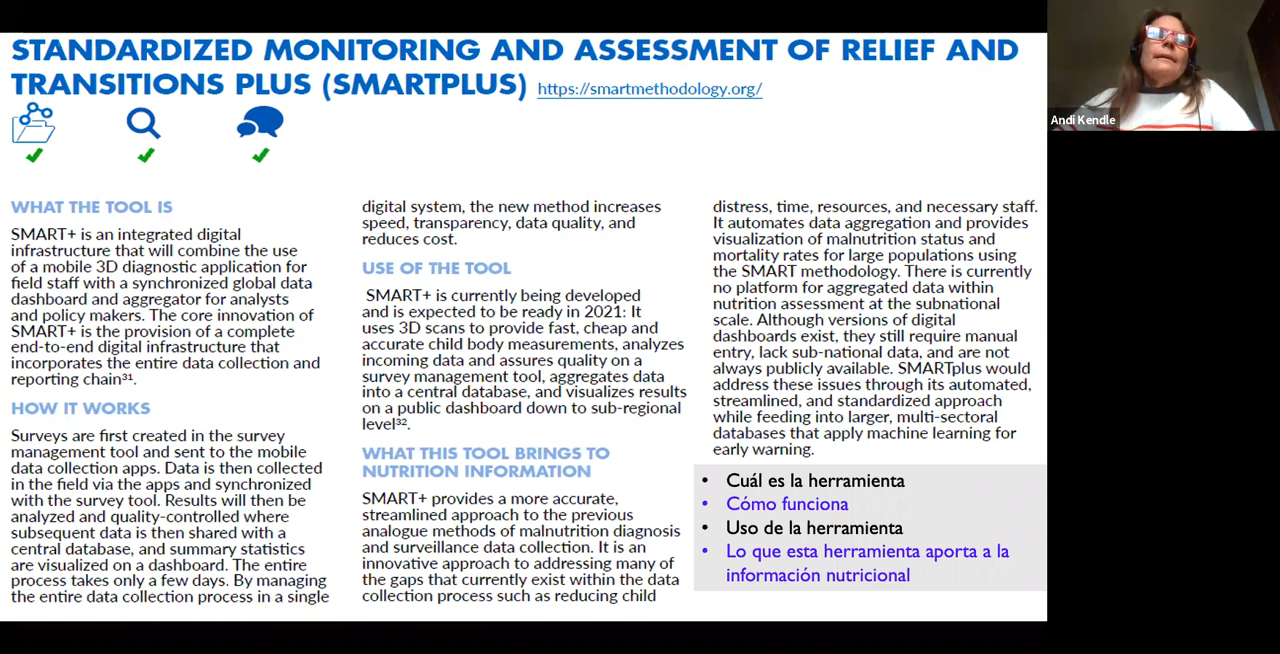 STANDARDIZED MONITORING AND ASSESSMENT OF RELIEF AND
TRANSITIONS PLUS (SMARTPLUS) https://smartmethodology.org/
Andi Kendle
WHAT THE TOOL IS
SMART+ is an integrated digital
infrastructure that will combine the use
of a mobile 3D diagnostic application for
field staff with a synchronized global data
dashboard and aggregator for analysts
and policy makers. The core innovation of
SMART+ is the provision of a complete
end-to-end digital infrastructure that
incorporates the entire data collection and
reporting chain³¹.
HOW IT WORKS
Surveys are first created in the survey
management tool and sent to the mobile
data collection apps. Data is then collected
in the field via the apps and synchronized
with the survey tool. Results will then be
analyzed and quality-controlled where
subsequent data is then shared with a
central database, and summary statistics
are visualized on a dashboard. The entire
process takes only a few days. By managing
the entire data collection process in a single
digital system, the new method increases
speed, transparency, data quality, and
reduces cost.
USE OF THE TOOL
SMART+ is currently being developed
and is expected to be ready in 2021: It
uses 3D scans to provide fast, cheap and
accurate child body measurements, analyzes
incoming data and assures quality on a
survey management tool, aggregates data
into a central database, and visualizes results
on a public dashboard down to sub-regional
level³².
WHAT THIS TOOL BRINGS TO
NUTRITION INFORMATION
SMART+ provides a more accurate,
streamlined approach to the previous
analogue methods of malnutrition diagnosis
and surveillance data collection. It is an
innovative approach to addressing many of
the gaps that currently exist within the data
collection process such as reducing child
distress, time, resources, and necessary staff.
It automates data aggregation and provides
visualization of malnutrition status and
mortality rates for large populations using
the SMART methodology. There is currently
no platform for aggregated data within
nutrition assessment at the subnational
scale. Although versions of digital
dashboards exist, they still require manual
entry, lack sub-national data, and are not
always publicly available. SMARTplus would
address these issues through its automated,
streamlined, and standardized approach
while feeding into larger, multi-sectoral
databases that apply machine learning for
early warning.
• Cuál es la herramienta
• Cómo funciona
• Uso de la herramienta
• Lo que esta herramienta aporta a la
información nutricional